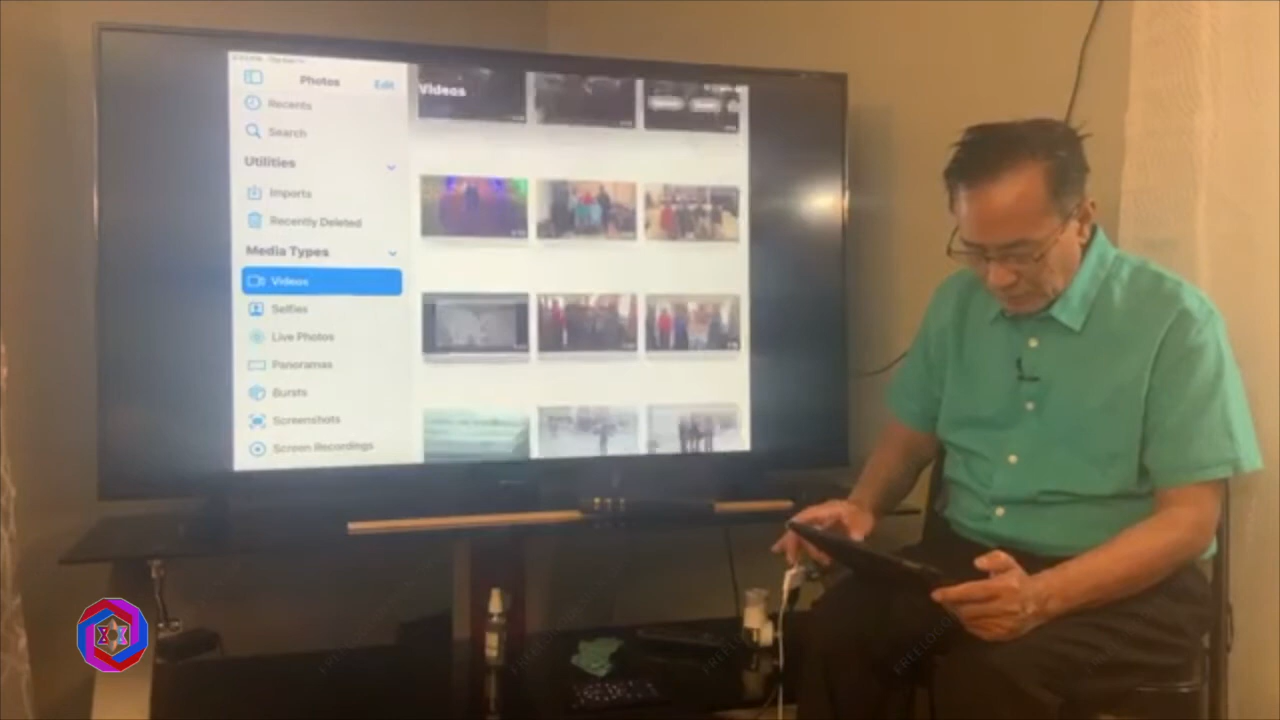 Photos
Edit
Videos
Recents
Search
Utilities
Imports
Recently Deleted
Media Types
Videos
Selfies
Live Photos
Panoramas
Bursts
Screenshots
Screen Recordings